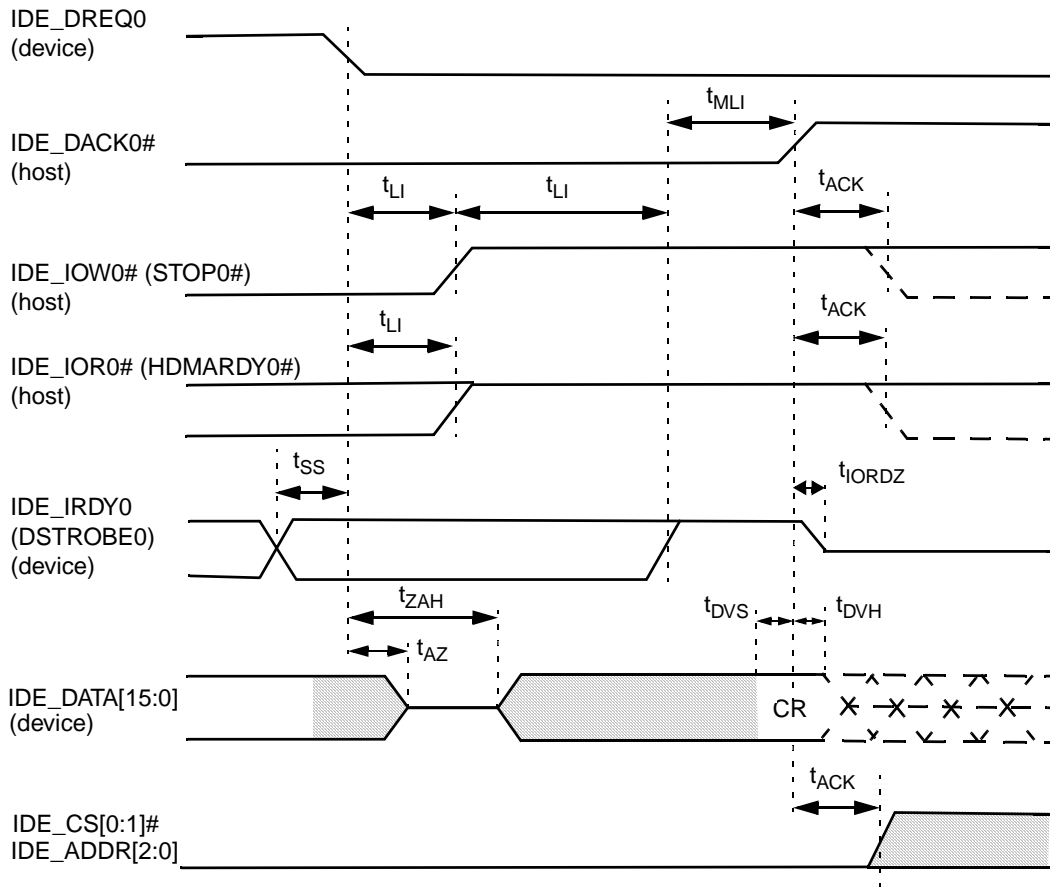 IDE_DREQ0
(device)
tMLI
IDE_DACK0#
(host)
tLI
tLI
tACK
IDE_IOW0# (STOP0#)
(host)
tLI
tACK
IDE_IOR0# (HDMARDY0#)
(host)
tSS
tIORDZ
IDE_IRDY0
(DSTROBE0)
(device)
tZAH
tDVS
tDVH
tAZ
IDE_DATA[15:0]
(device)
CR
tACK
IDE_CS[0:1]#
IDE_ADDR[2:0]